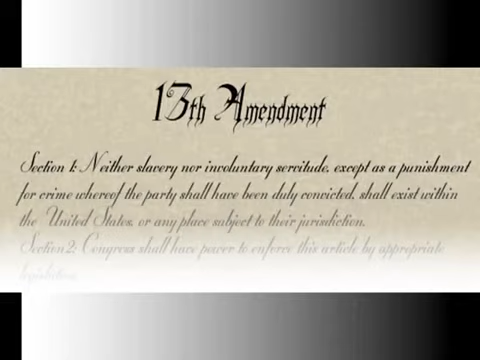 13th Amendment
Section 1: Neither slavery nor involuntary servitude, except as a punishment
for crime whereof the party shall have been duly convicted, shall exist within
the United States, or any place subject to their jurisdiction.
Section 2: Congress shall have power to enforce this article by appropriate
legislation.